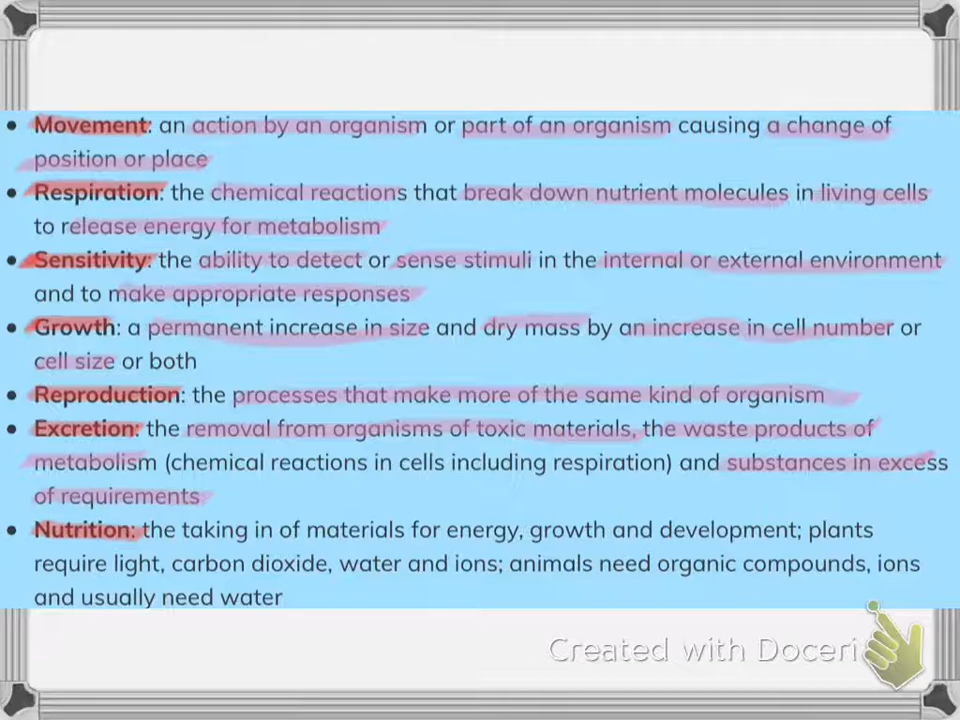 • Movement: an action by an organism or part of an organism causing a change of
position or place
• Respiration: the chemical reactions that break down nutrient molecules in living cells
to release energy for metabolism
• Sensitivity: the ability to detect or sense stimuli in the internal or external environment
and to make appropriate responses
• Growth: a permanent increase in size and dry mass by an increase in cell number or
cell size or both
• Reproduction: the processes that make more of the same kind of organism
• Excretion: the removal from organisms of toxic materials, the waste products of
metabolism (chemical reactions in cells including respiration) and substances in excess
of requirements
• Nutrition: the taking in of materials for energy, growth and development; plants
require light, carbon dioxide, water and ions; animals need organic compounds, ions
and usually need water
Created with Doceri